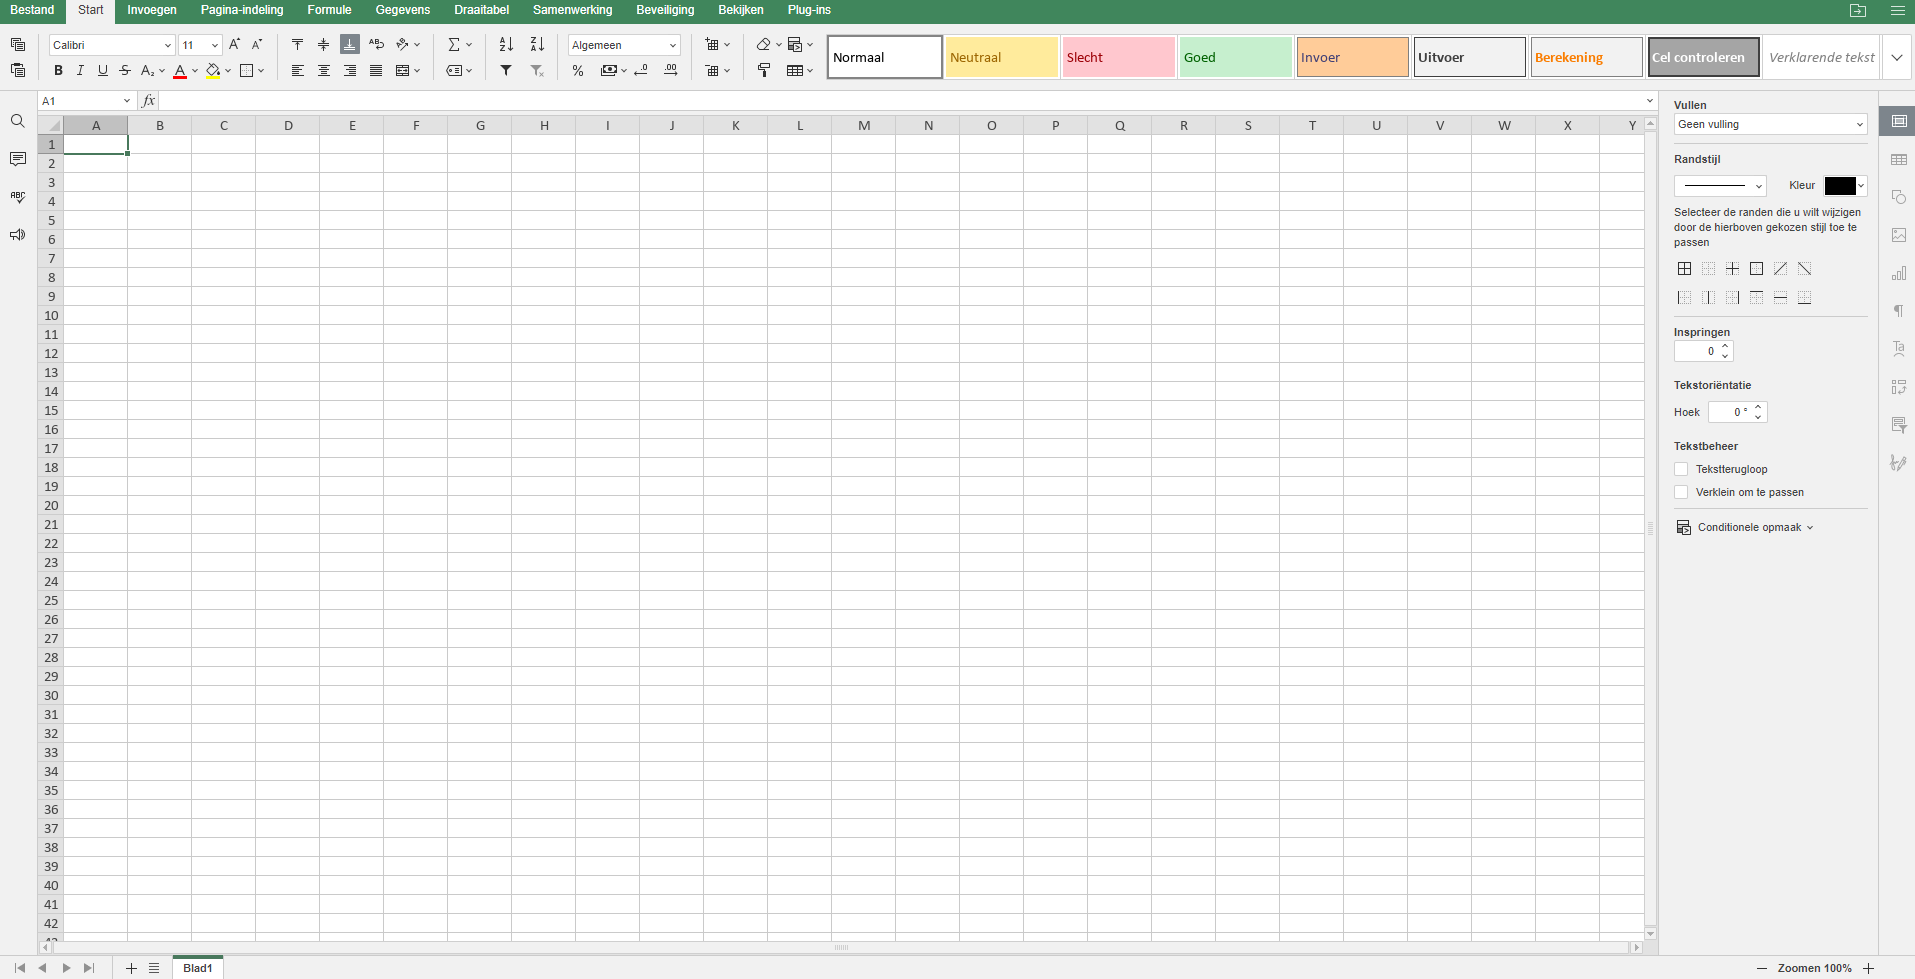 Bestand Start Invoegen Pagina-indeling Formule Gegevens Draaitabel Samenwerking Beveiliging Bekijken Plug-ins
Calibri 11 Algemeen
Normaal Neutraal Slecht Goed Invoer Uitvoer Berekening Cel controleren Verklarende tekst
A1 fx
A B C D E F G H I J K L M N O P Q R S T U V W X Y
1
2
3
4
5
6
7
8
9
10
11
12
13
14
15
16
17
18
19
20
21
22
23
24
25
26
27
28
29
30
31
32
33
34
35
36
37
38
39
40
41
42
43
Vullen
Geen vulling
Randstijl
Kleur
Selecteer de randen die u wilt wijzigen
door de hierboven gekozen stijl toe te
passen
Inspringen
0
Tekstoriëntatie
Hoek 0 °
Tekstbeheer
Tekstterugloop
Verklein om te passen
Conditionele opmaak
Blad1
Zoomen 100%